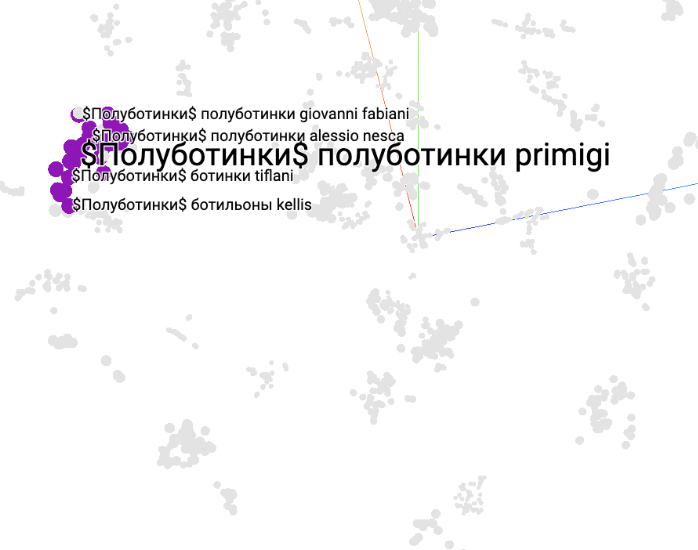 $Полуботинки$ полуботинки giovanni fabiani
$Полуботинки$ полуботинки alessio nesca
$Полуботинки$ полуботинки primigi
$Полуботинки$ ботинки tiflani
$Полуботинки$ ботильоны kellis